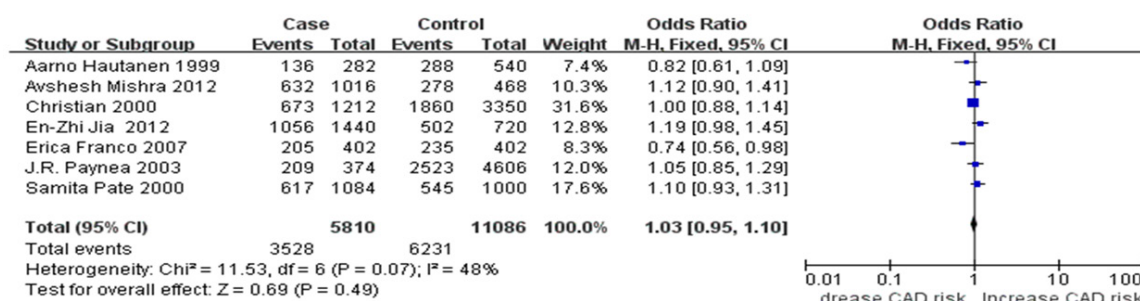 Case Control Odds Ratio Odds Ratio
Study or Subgroup Events Total Events Total Weight M-H, Fixed, 95% CI M-H, Fixed, 95% CI
Aarno Hautanen 1999 136 282 288 540 7.4% 0.82 [0.61, 1.09]
Avshesh Mishra 2012 632 1016 278 468 10.3% 1.12 [0.90, 1.41]
Christian 2000 673 1212 1860 3350 31.6% 1.00 [0.88, 1.14]
En-Zhi Jia 2012 1056 1440 502 720 12.8% 1.19 [0.98, 1.45]
Erica Franco 2007 205 402 235 402 8.3% 0.74 [0.56, 0.98]
J.R. Paynea 2003 209 374 2523 4606 12.0% 1.05 [0.85, 1.29]
Samita Pate 2000 617 1084 545 1000 17.6% 1.10 [0.93, 1.31]
Total (95% CI) 5810 11086 100.0% 1.03 [0.95, 1.10]
Total events 3528 6231
Heterogeneity: Chi² = 11.53, df = 6 (P = 0.07); I² = 48%
Test for overall effect: Z = 0.69 (P = 0.49)
0.01 0.1 1 10 100
drease CAD risk Increase CAD risk